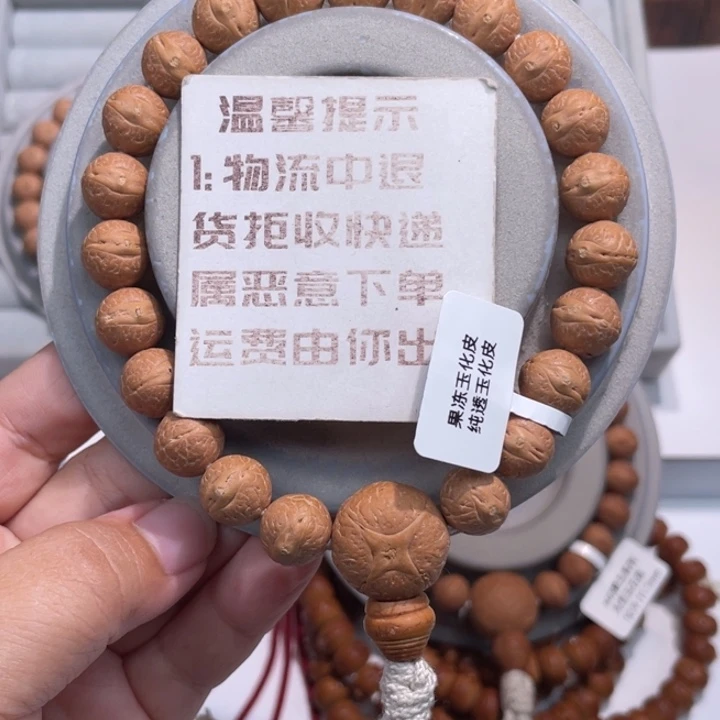 温馨提示
1:物流中退
货拒收快递
属恶意下单
运费由你出
果冻玉化皮
纯透玉化皮